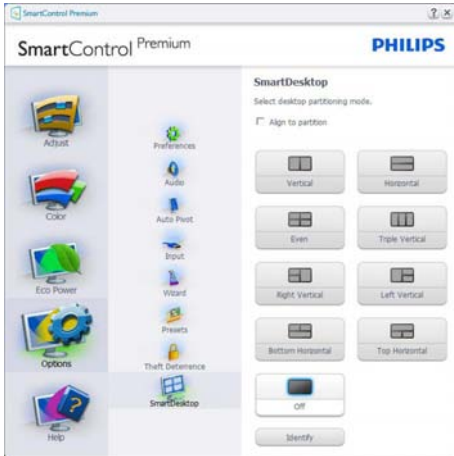 SmartControl Premium
SmartControl Premium
PHILIPS
Adjust
Color
Eco Power
Options
Help
Preferences
Audio
Auto Pivot
Input
Wizard
Presets
Theft Deterrence
SmartDesktop
SmartDesktop
Select desktop partitioning mode.
Align to partition
Vertical
Horizontal
Even
Triple Vertical
Right Vertical
Left Vertical
Bottom Horizontal
Top Horizontal
Off
Identify